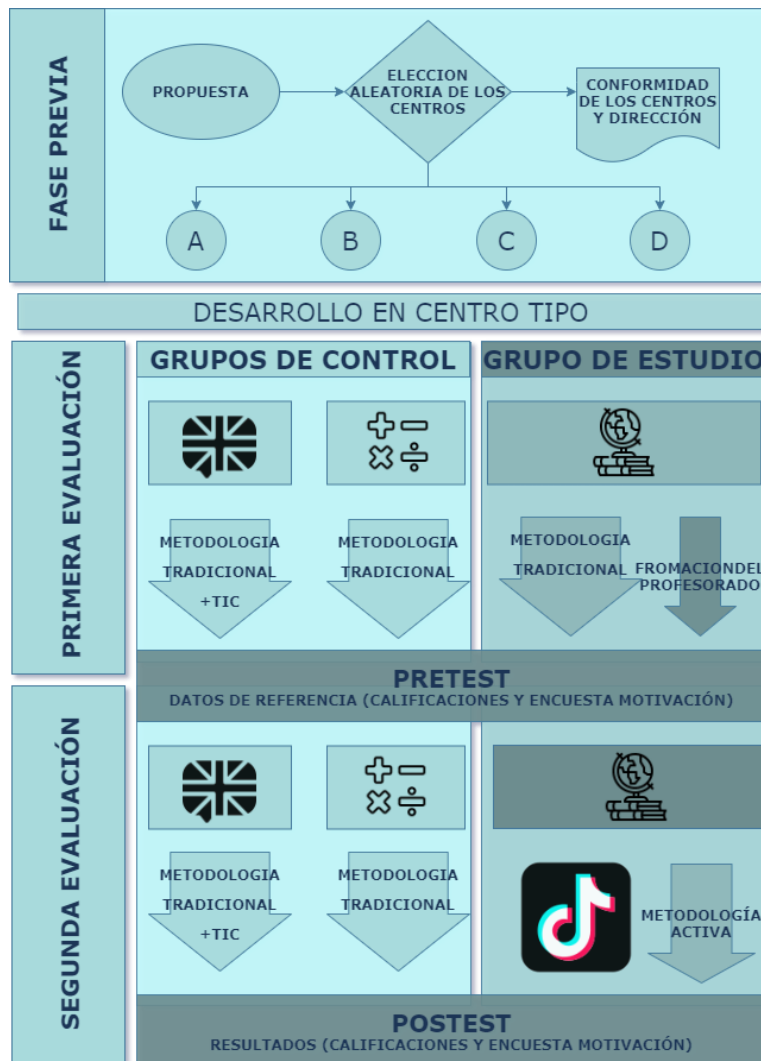 FASE PREVIA
PROPUESTA
ELECCION
ALEATORIA DE LOS
CENTROS
CONFORMIDAD
DE LOS CENTROS
Y DIRECCIÓN
A
B
C
D
DESARROLLO EN CENTRO TIPO
PRIMERA EVALUACIÓN
GRUPOS DE CONTROL
GRUPO DE ESTUDIO
METODOLOGIA
TRADICIONAL
+TIC
METODOLOGIA
TRADICIONAL
METODOLOGIA
TRADICIONAL
FROMACIONDEL
PROFESORADO
PRETEST
DATOS DE REFERENCIA (CALIFICACIONES Y ENCUESTA MOTIVACIÓN)
SEGUNDA EVALUACIÓN
METODOLOGIA
TRADICIONAL
+TIC
METODOLOGIA
TRADICIONAL
METODOLOGÍA
ACTIVA
POSTEST
RESULTADOS (CALIFICACIONES Y ENCUESTA MOTIVACIÓN)